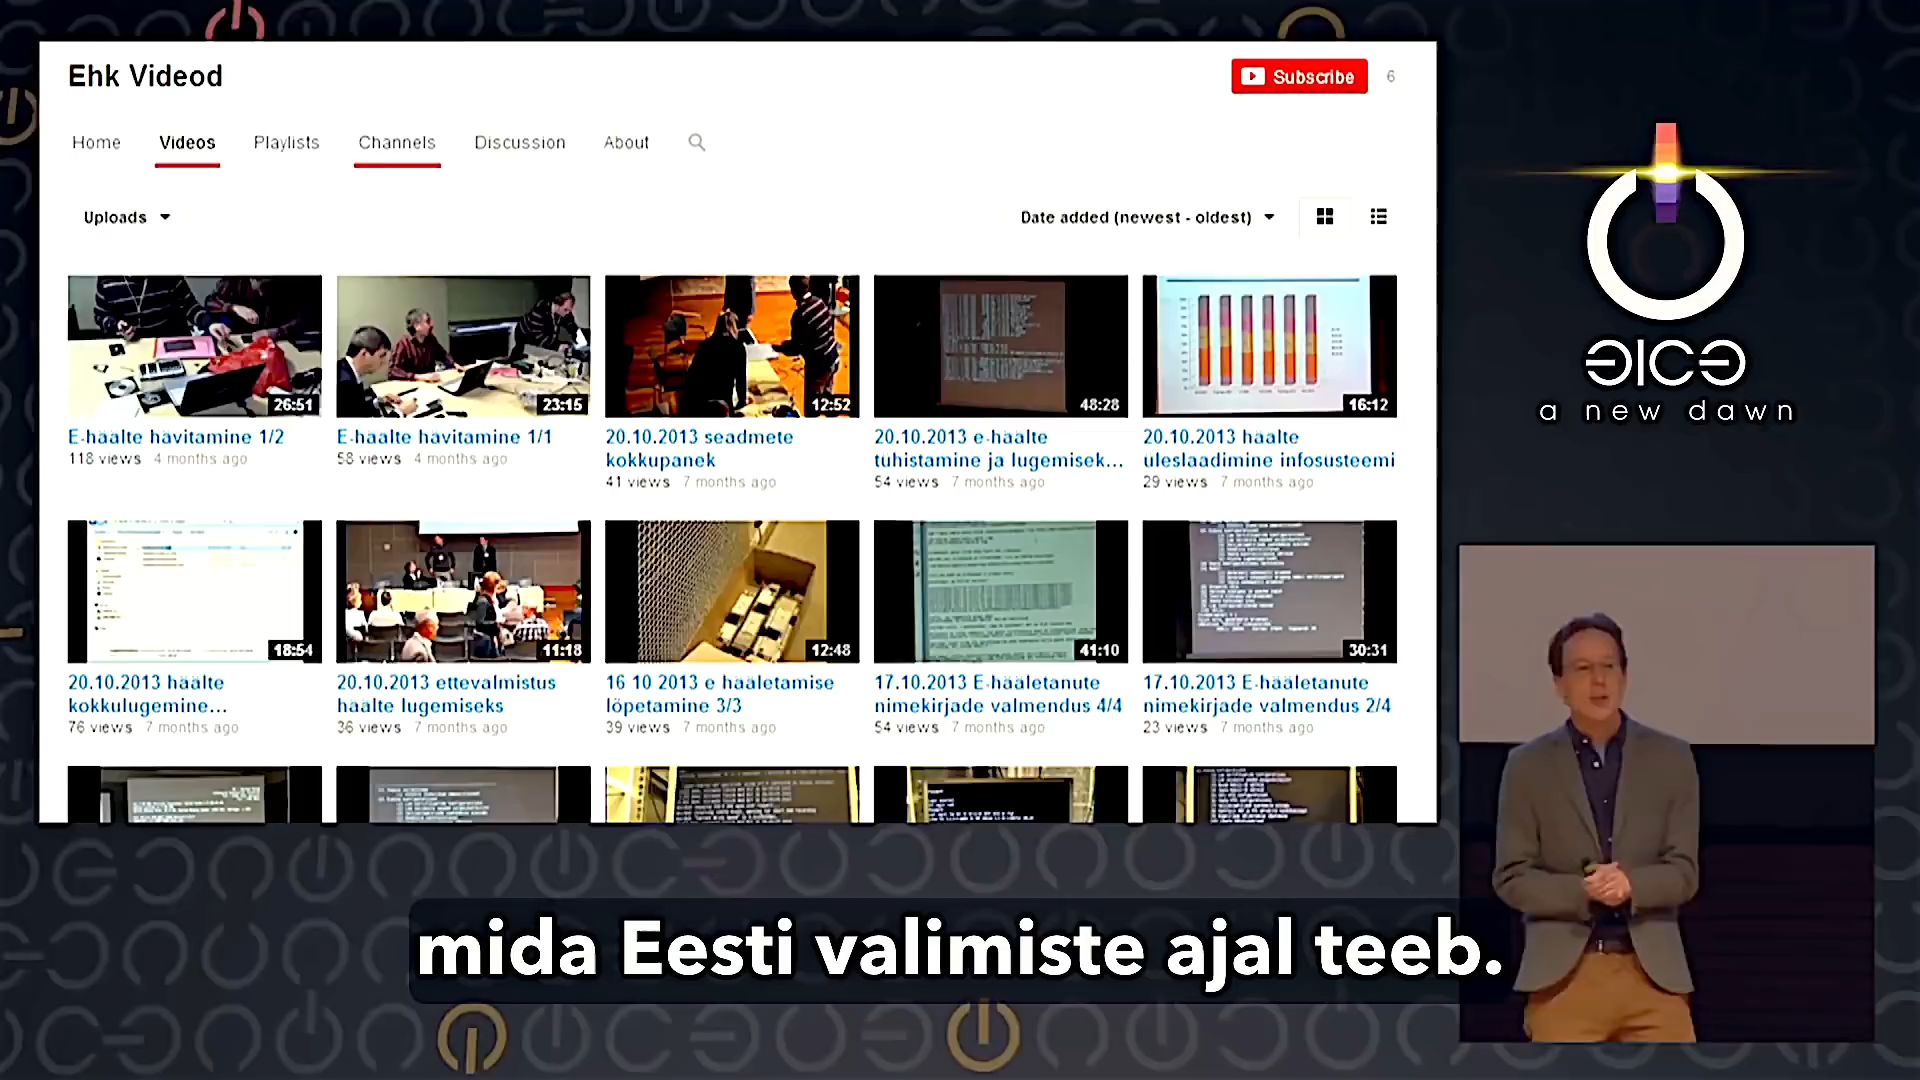 Ehk Videod
Subscribe 6
Home Videos Playlists Channels Discussion About
Uploads
Date added (newest - oldest)
26:51
23:15
12:52
48:28
16:12
E-häälte hävitamine 1/2
118 views 4 months ago
E-häälte hävitamine 1/1
58 views 4 months ago
20.10.2013 seadmete
kokkupanek
41 views 7 months ago
20.10.2013 e-häälte
tühistamine ja lugemisek...
54 views 7 months ago
20.10.2013 häälte
üleslaadimine infosüsteemi
29 views 7 months ago
18:54
11:18
12:48
41:10
30:31
20.10.2013 häälte
kokkulugemine...
76 views 7 months ago
20.10.2013 ettevalmistus
häälte lugemiseks
36 views 7 months ago
16 10 2013 e hääletamise
lõpetamine 3/3
39 views 7 months ago
17.10.2013 E-hääletanute
nimekirjade valmendus 4/4
54 views 7 months ago
17.10.2013 E-hääletanute
nimekirjade valmendus 2/4
23 views 7 months ago
a new dawn
mida Eesti valimiste ajal teeb.